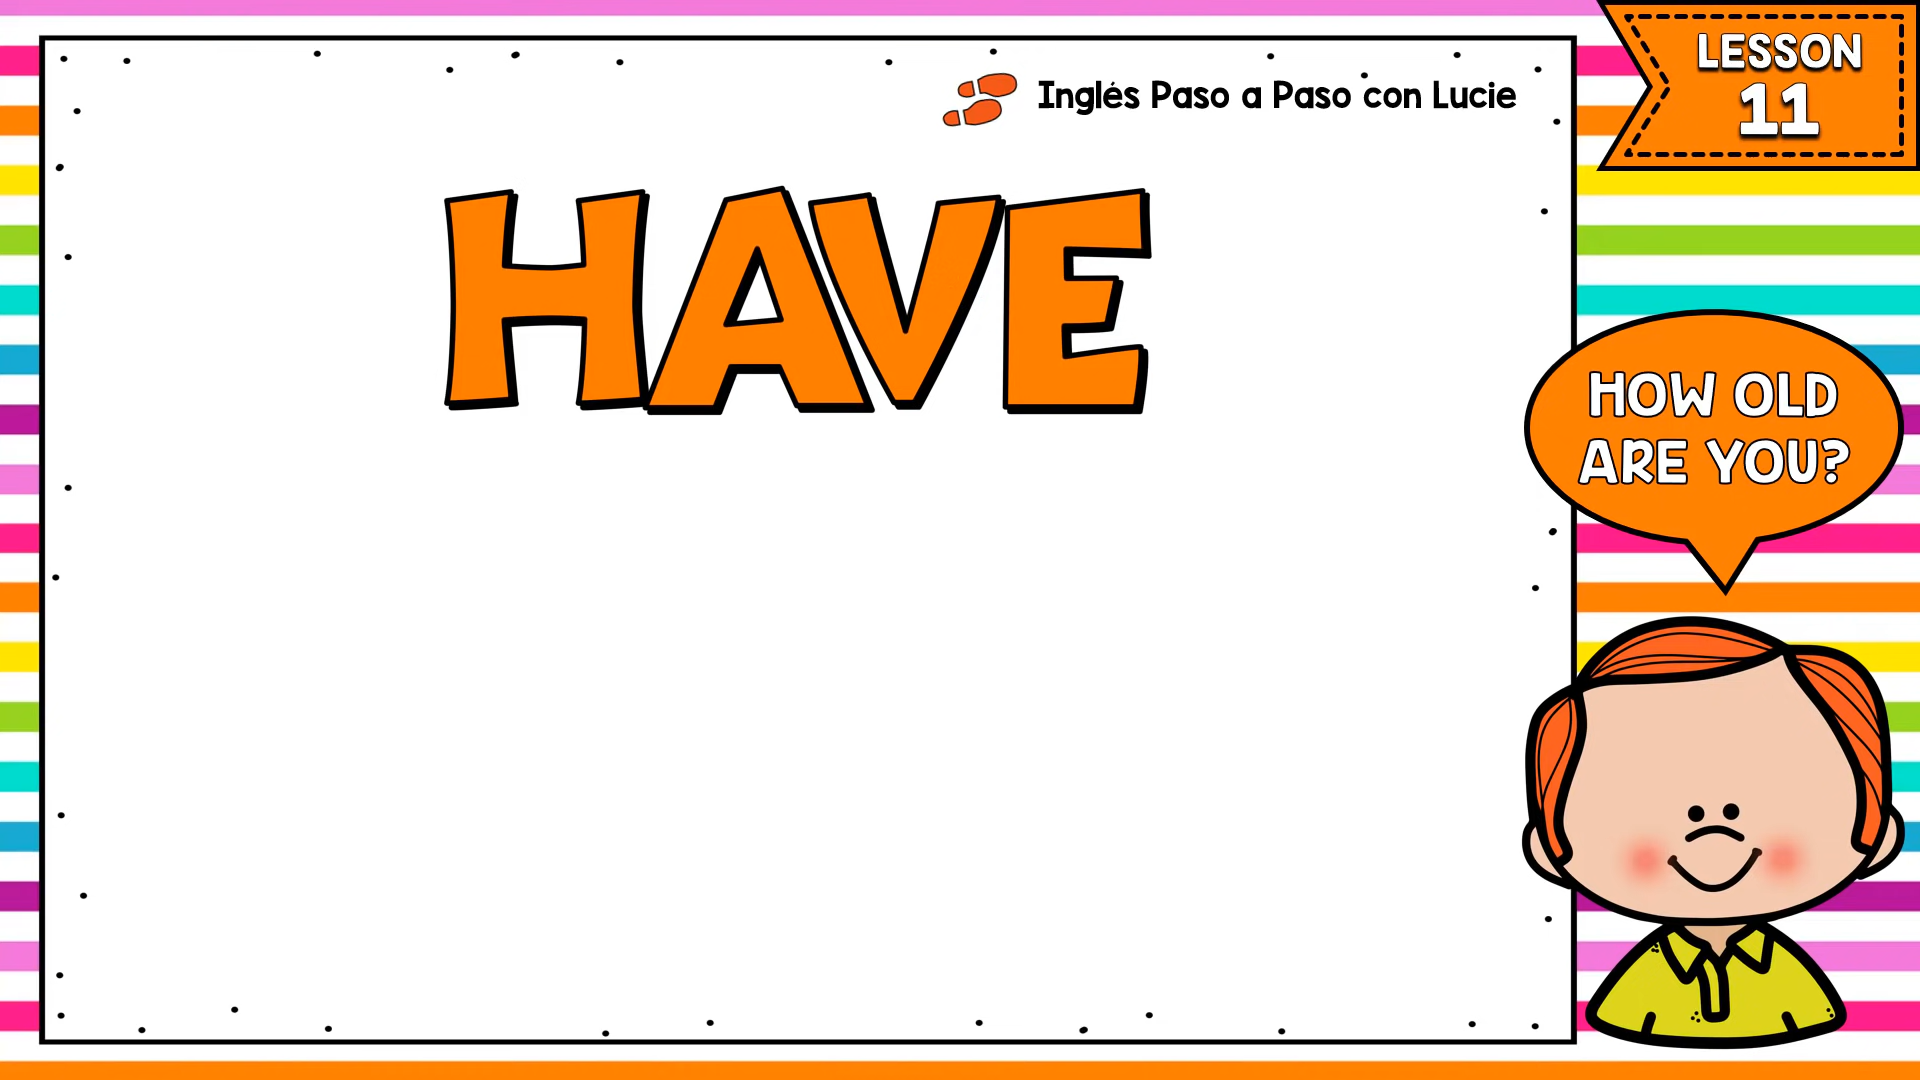 Inglés Paso a Paso con Lucie
LESSON
11
HAVE
HOW OLD
ARE YOU?